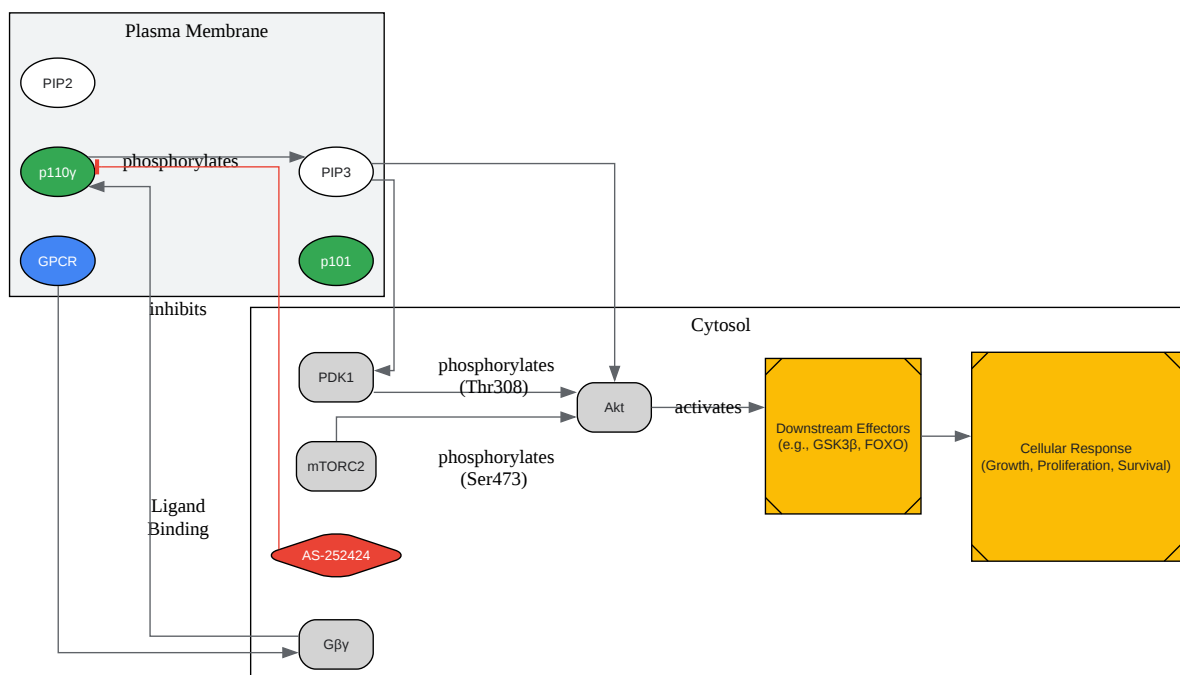 Plasma Membrane
PIP2
p110γ
phosphorylates
PIP3
GPCR
p101
inhibits
Cytosol
PDK1
phosphorylates
(Thr308)
Akt
activates
Downstream Effectors
(e.g., GSK3β, FOXO)
Cellular Response
(Growth, Proliferation, Survival)
mTORC2
phosphorylates
(Ser473)
Ligand
Binding
AS-252424
Gβγ